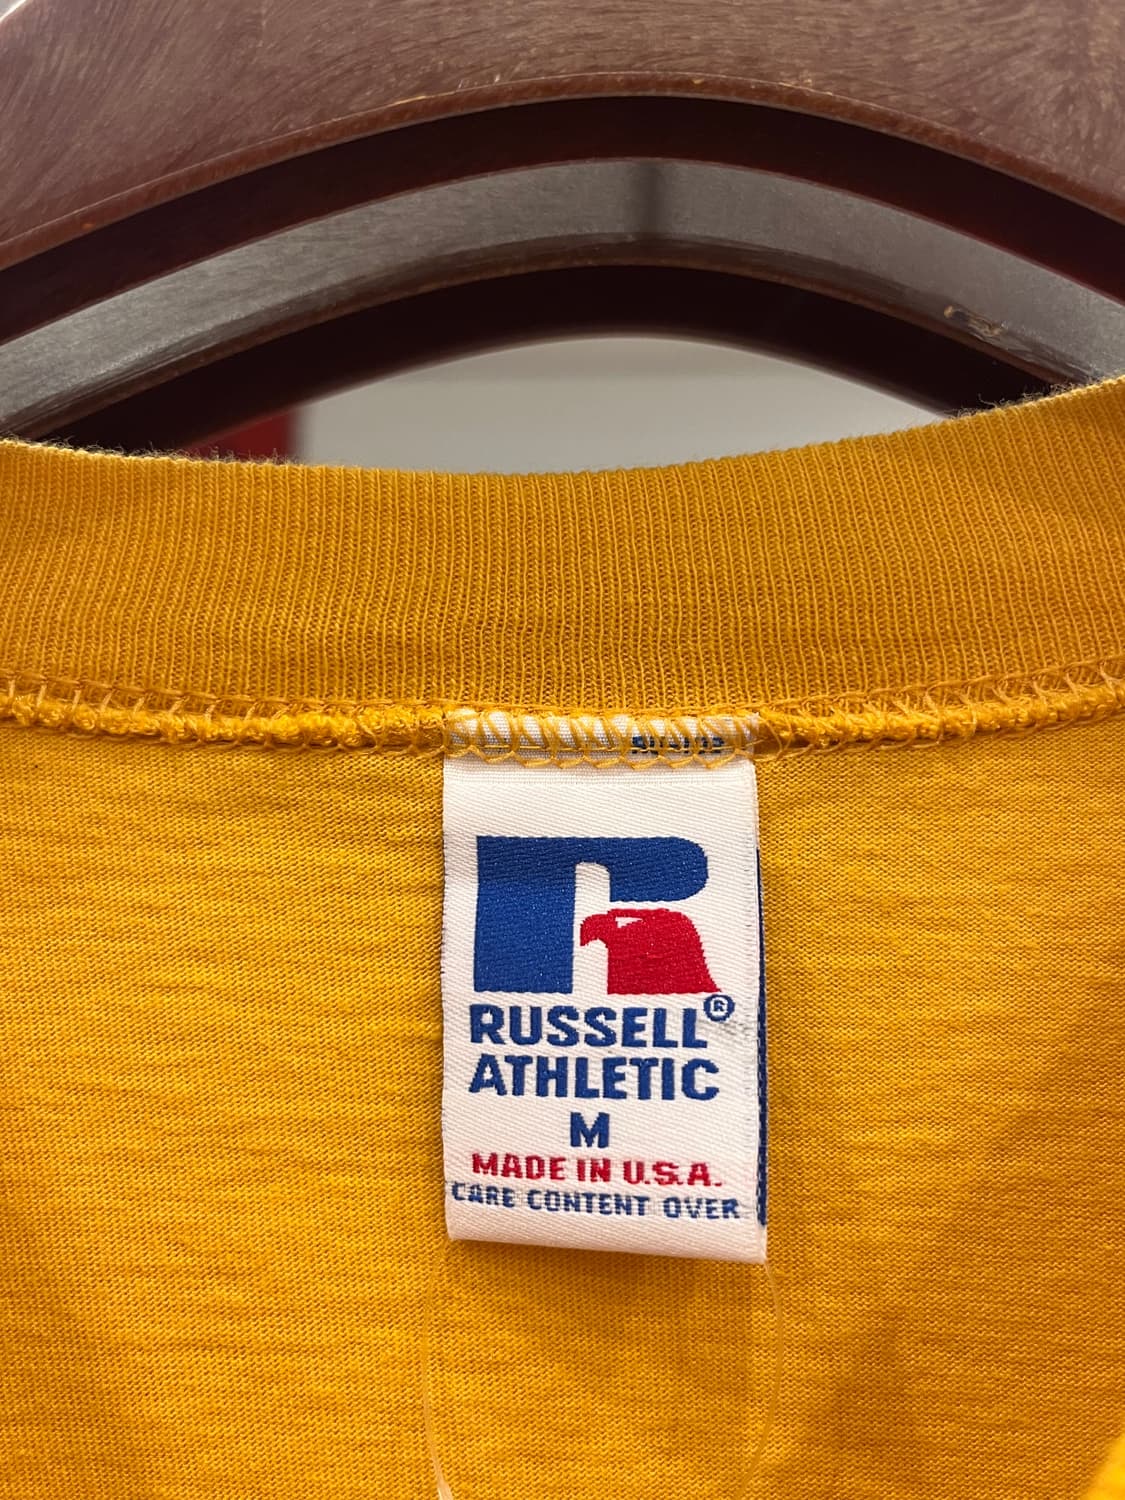 RUSSELL®
ATHLETIC
M
MADE IN U.S.A.
CARE CONTENT OVER